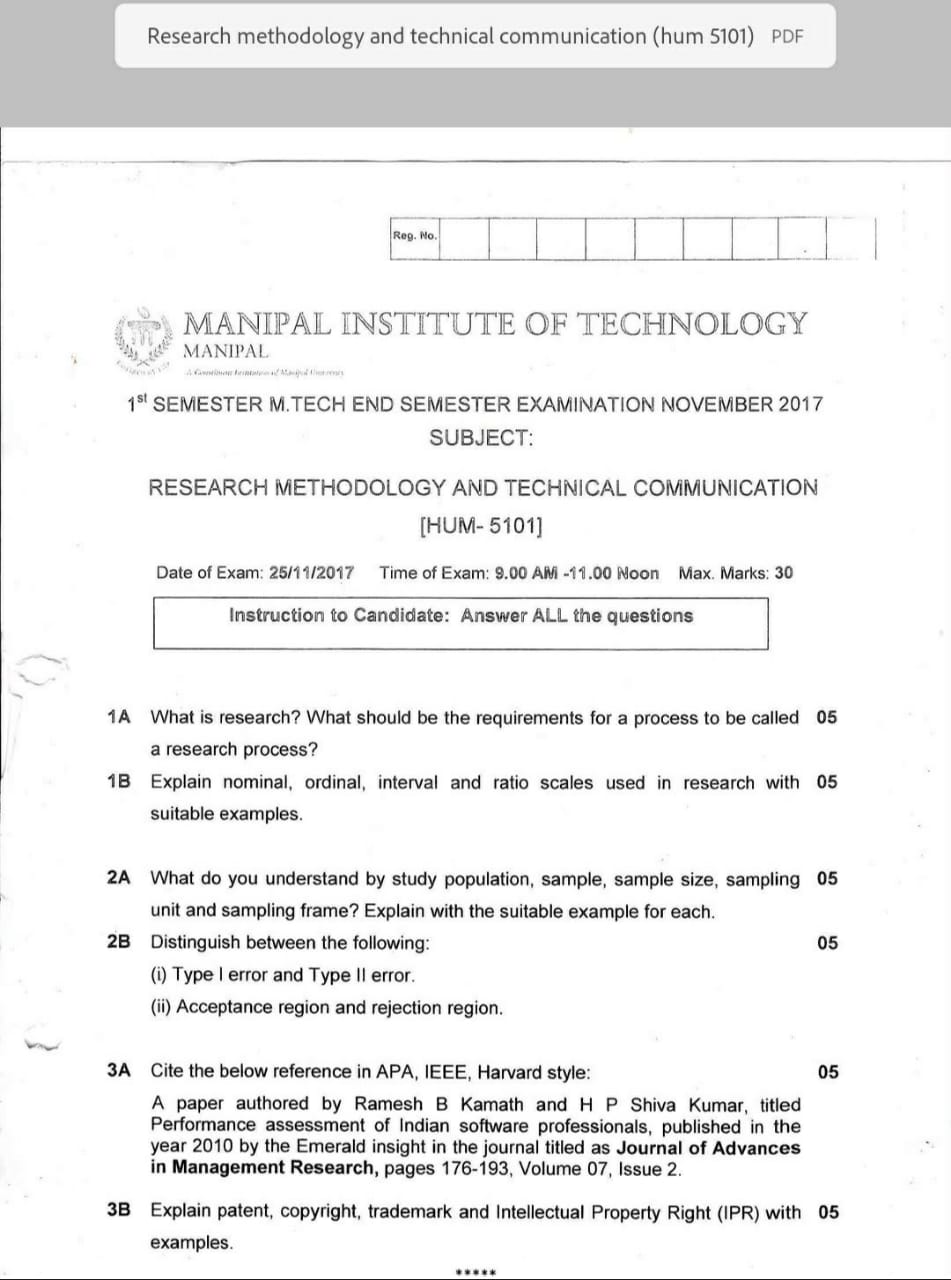 Research methodology and technical communication (hum 5101) PDF
Reg. No.
MANIPAL INSTITUTE OF TECHNOLOGY
MANIPAL
1st SEMESTER M.TECH END SEMESTER EXAMINATION NOVEMBER 2017
SUBJECT:
RESEARCH METHODOLOGY AND TECHNICAL COMMUNICATION
[HUM- 5101]
Date of Exam: 25/11/2017 Time of Exam: 9.00 AM -11.00 Noon Max. Marks: 30
Instruction to Candidate: Answer ALL the questions
1A What is research? What should be the requirements for a process to be called 05
a research process?
1B Explain nominal, ordinal, interval and ratio scales used in research with 05
suitable examples.
2A What do you understand by study population, sample, sample size, sampling 05
unit and sampling frame? Explain with the suitable example for each.
2B Distinguish between the following: 05
(i) Type I error and Type II error.
(ii) Acceptance region and rejection region.
3A Cite the below reference in APA, IEEE, Harvard style: 05
A paper authored by Ramesh B Kamath and H P Shiva Kumar, titled
Performance assessment of Indian software professionals, published in the
year 2010 by the Emerald insight in the journal titled as Journal of Advances
in Management Research, pages 176-193, Volume 07, Issue 2.
3B Explain patent, copyright, trademark and Intellectual Property Right (IPR) with 05
examples.
*****